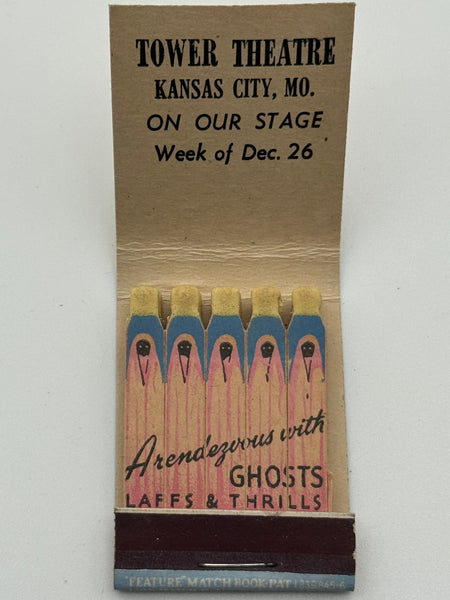 TOWER THEATRE
KANSAS CITY, MO.
ON OUR STAGE
Week of Dec. 26
A rendezvous with
GHOSTS
LAFFS & THRILLS
"FEATURE" MATCH BOOK-PAT